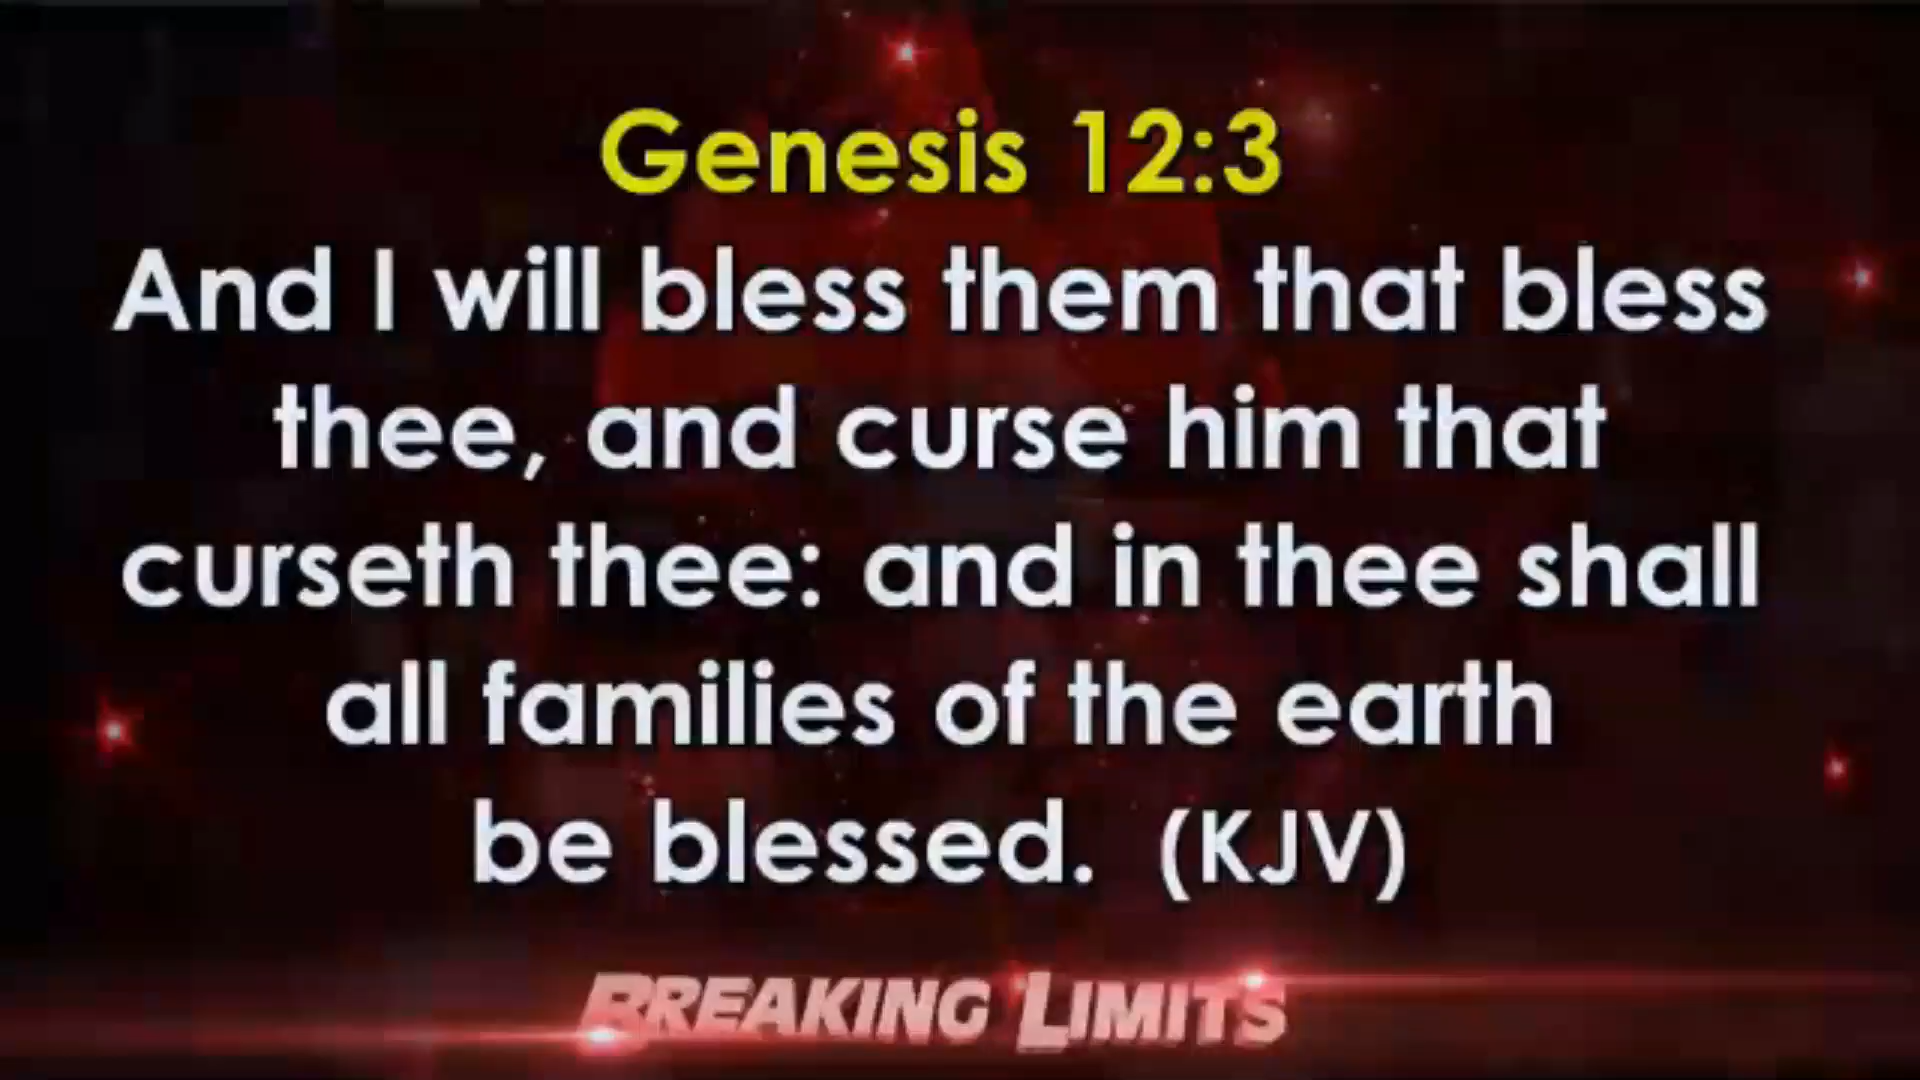 Genesis 12:3
And I will bless them that bless
thee, and curse him that
curseth thee: and in thee shall
all families of the earth
be blessed. (KJV)
BREAKING LIMITS